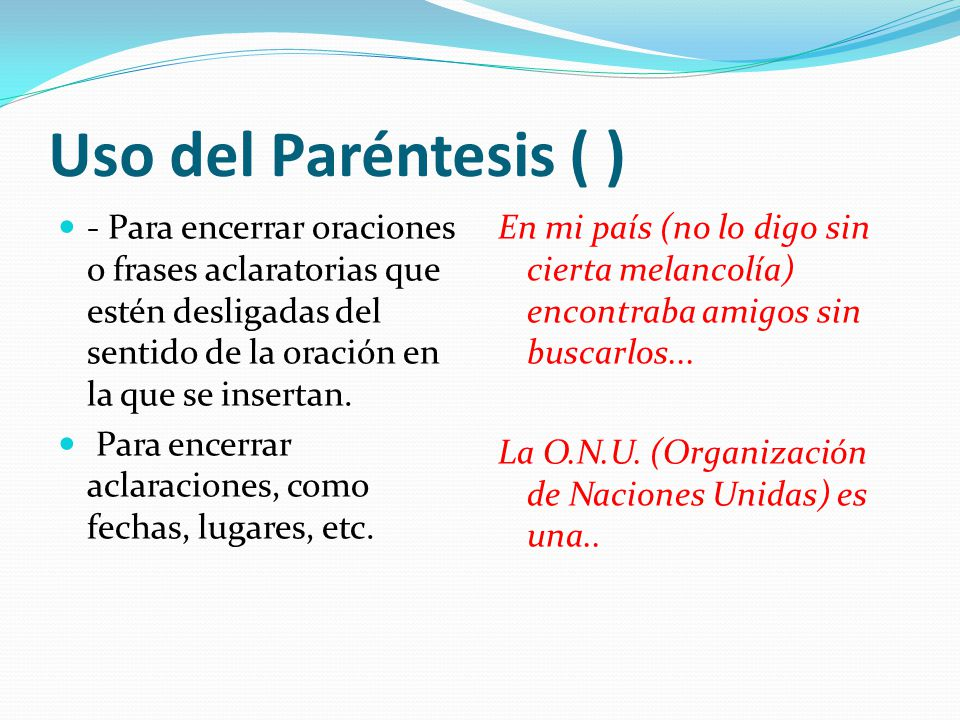 Uso del Paréntesis ( )
- Para encerrar oraciones
o frases aclaratorias que
estén desligadas del
sentido de la oración en
la que se insertan.
Para encerrar
aclaraciones, como
fechas, lugares, etc.
En mi país (no lo digo sin
cierta melancolía)
encontraba amigos sin
buscarlos...
La O.N.U. (Organización
de Naciones Unidas) es
una..